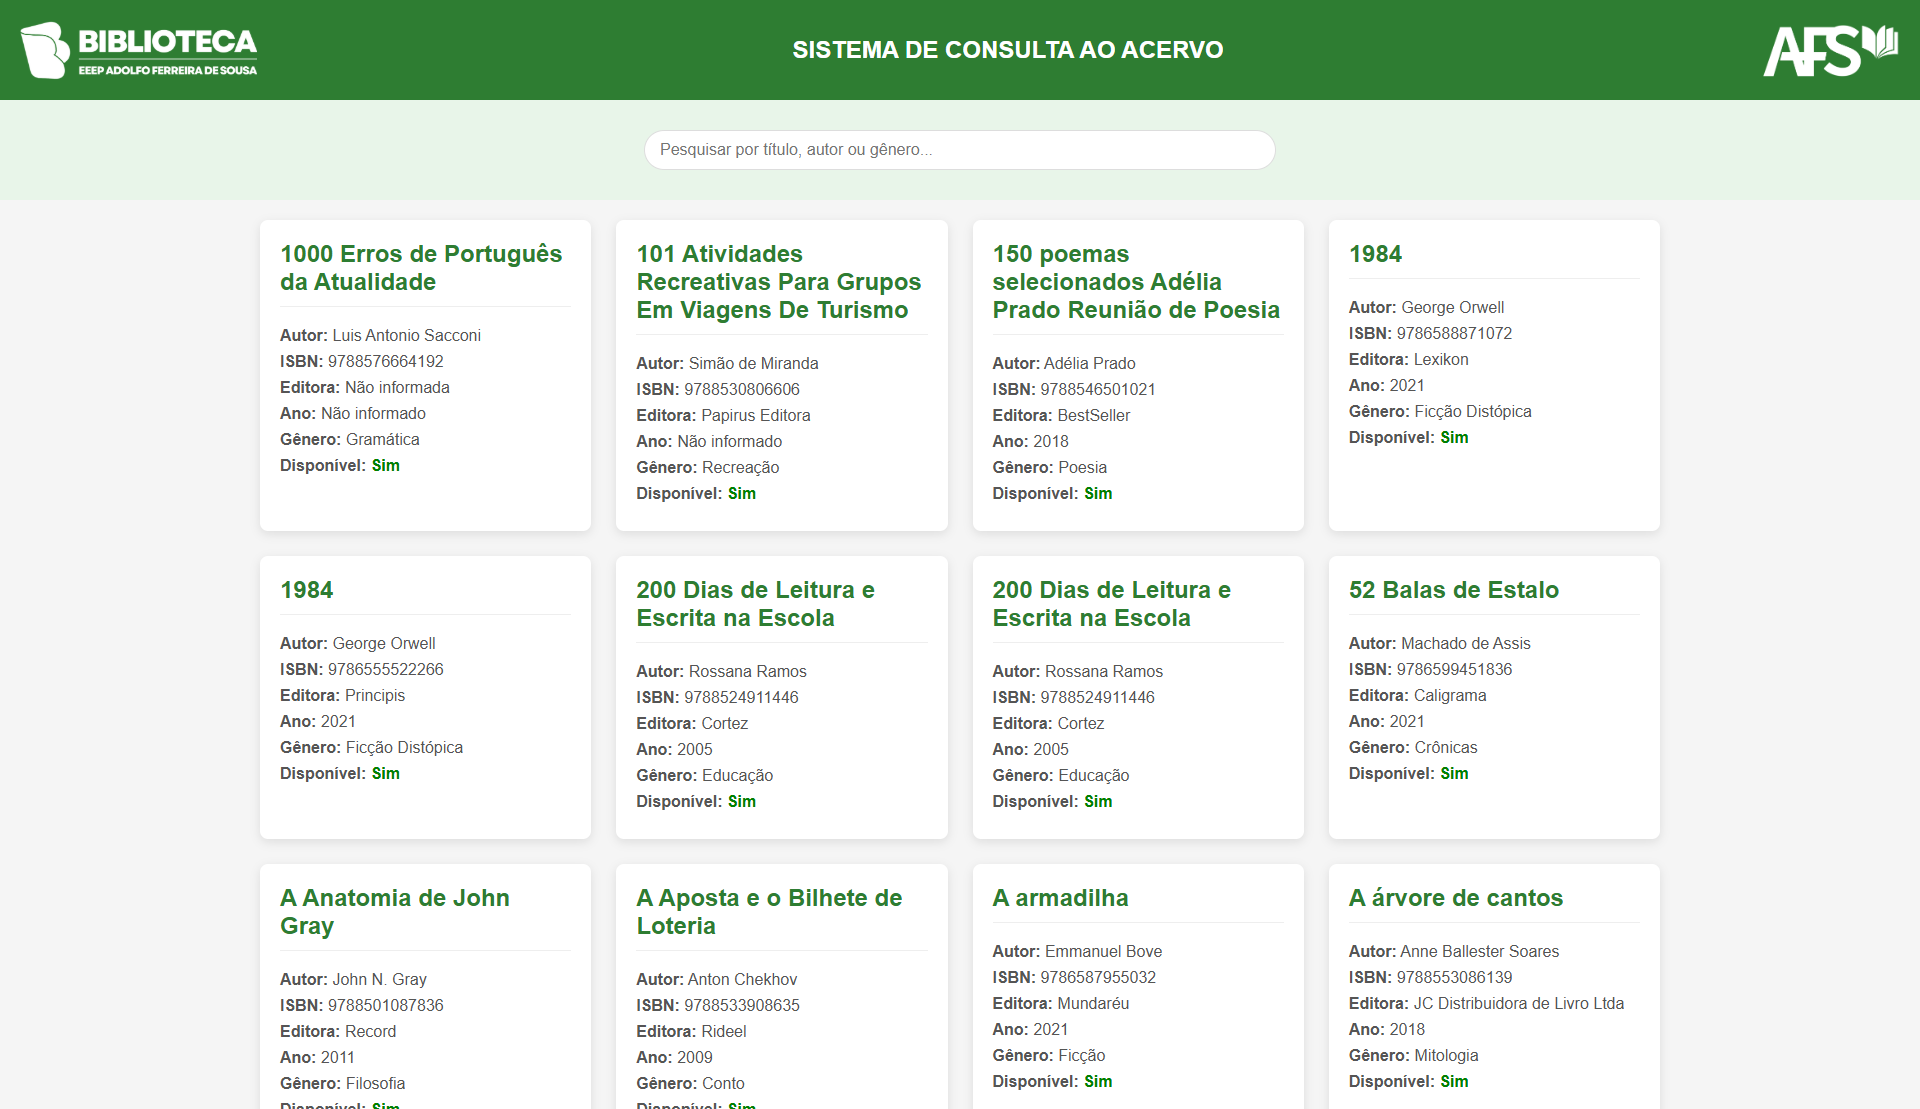 BIBLIOTECA
EEEP ADOLFO FERREIRA DE SOUSA
SISTEMA DE CONSULTA AO ACERVO
AFS
Pesquisar por título, autor ou gênero...
1000 Erros de Português
da Atualidade
Autor: Luis Antonio Sacconi
ISBN: 9788576664192
Editora: Não informada
Ano: Não informado
Gênero: Gramática
Disponível: Sim
101 Atividades
Recreativas Para Grupos
Em Viagens De Turismo
Autor: Simão de Miranda
ISBN: 9788530806606
Editora: Papirus Editora
Ano: Não informado
Gênero: Recreação
Disponível: Sim
150 poemas
selecionados Adélia
Prado Reunião de Poesia
Autor: Adélia Prado
ISBN: 9788546501021
Editora: BestSeller
Ano: 2018
Gênero: Poesia
Disponível: Sim
1984
Autor: George Orwell
ISBN: 9786588871072
Editora: Lexikon
Ano: 2021
Gênero: Ficção Distópica
Disponível: Sim
1984
Autor: George Orwell
ISBN: 9786555522266
Editora: Principis
Ano: 2021
Gênero: Ficção Distópica
Disponível: Sim
200 Dias de Leitura e
Escrita na Escola
Autor: Rossana Ramos
ISBN: 9788524911446
Editora: Cortez
Ano: 2005
Gênero: Educação
Disponível: Sim
200 Dias de Leitura e
Escrita na Escola
Autor: Rossana Ramos
ISBN: 9788524911446
Editora: Cortez
Ano: 2005
Gênero: Educação
Disponível: Sim
52 Balas de Estalo
Autor: Machado de Assis
ISBN: 9786599451836
Editora: Caligrama
Ano: 2021
Gênero: Crônicas
Disponível: Sim
A Anatomia de John
Gray
Autor: John N. Gray
ISBN: 9788501087836
Editora: Record
Ano: 2011
Gênero: Filosofia
Disponível: Sim
A Aposta e o Bilhete de
Loteria
Autor: Anton Chekhov
ISBN: 9788533908635
Editora: Rideel
Ano: 2009
Gênero: Conto
Disponível: Sim
A armadilha
Autor: Emmanuel Bove
ISBN: 9786587955032
Editora: Mundaréu
Ano: 2021
Gênero: Ficção
Disponível: Sim
A árvore de cantos
Autor: Anne Ballester Soares
ISBN: 9788553086139
Editora: JC Distribuidora de Livro Ltda
Ano: 2018
Gênero: Mitologia
Disponível: Sim